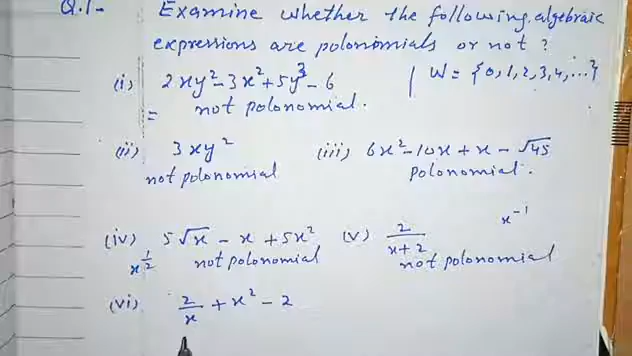 Q.1- Examine whether the following algebraic
expressions are polonomials or not ?
(i) 2xy²-3x²+5y³-6 | W = {0,1,2,3,4,...}
= not polonomial.
(ii) 3xy² (iii) 6x²-10x+x-√45
not polonomial polonomial.
x⁻¹
(iv) 5√x - x + 5x² (v) 2/(x+2)
x^(1/2) not polonomial not polonomial
(vi) 2/x + x² - 2